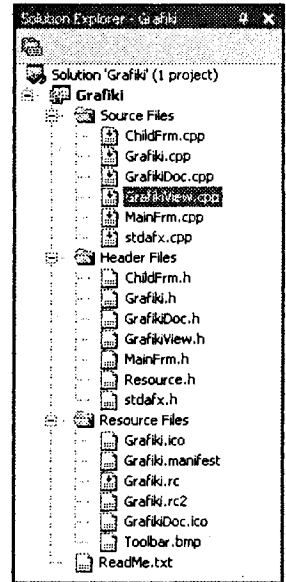 Solution Explorer - Grafiki
Solution 'Grafiki' (1 project)
Grafiki
Source Files
ChildFrm.cpp
Grafiki.cpp
GrafikiDoc.cpp
GrafikiView.cpp
MainFrm.cpp
stdafx.cpp
Header Files
ChildFrm.h
Grafiki.h
GrafikiDoc.h
GrafikiView.h
MainFrm.h
Resource.h
stdafx.h
Resource Files
Grafiki.ico
Grafiki.manifest
Grafiki.rc
Grafiki.rc2
GrafikiDoc.ico
Toolbar.bmp
ReadMe.txt